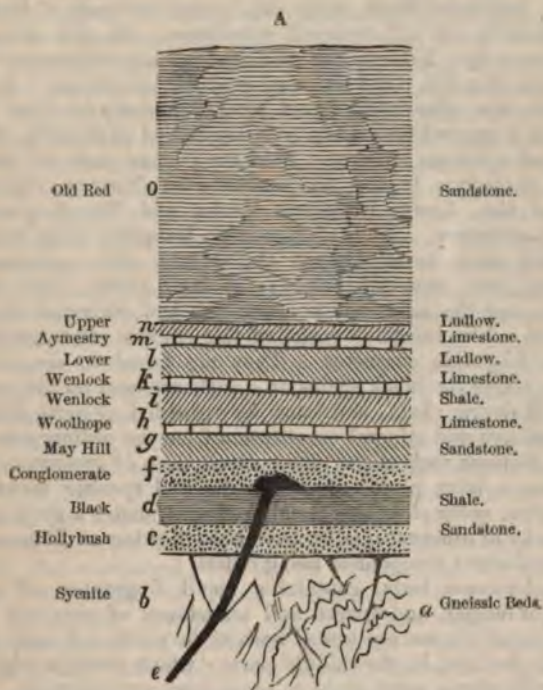 A
Old Red O Sandstone.
Upper n Ludlow.
Aymestry m Limestone.
Lower l Ludlow.
Wenlock k Limestone.
Wenlock i Shale.
Woolhope h Limestone.
May Hill g Sandstone.
Conglomerate f
Black d Shale.
Hollybush c Sandstone.
Syenite b a Gneissic Beds.
e